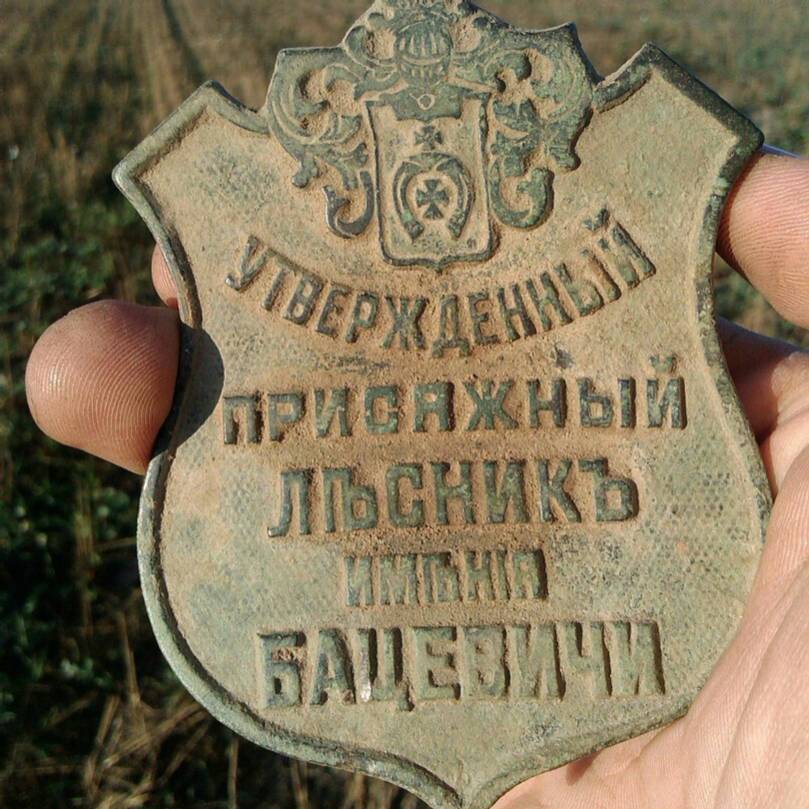 УТВЕРЖДЕННЫЙ
ПРИСЯЖНЫЙ
ЛѢСНИКЪ
ИМѢНІЯ
БАЦЕВИЧИ